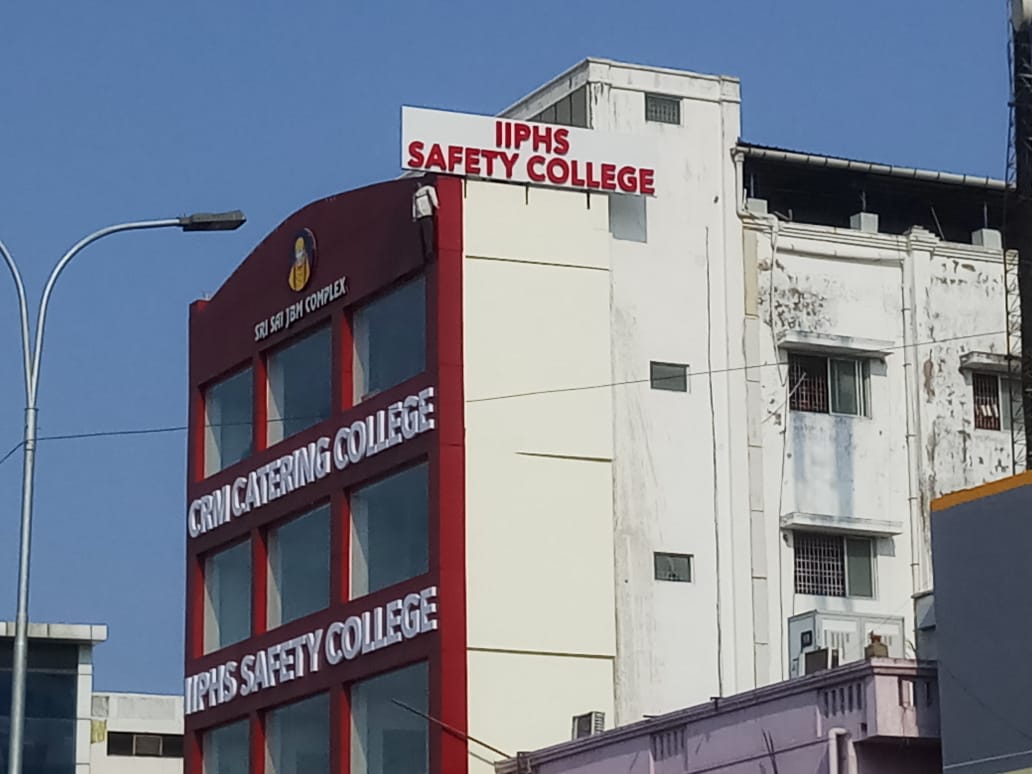 IIPHS
SAFETY COLLEGE
SRI SAI JBM COMPLEX
CRM CATERING COLLEGE
IIPHS SAFETY COLLEGE